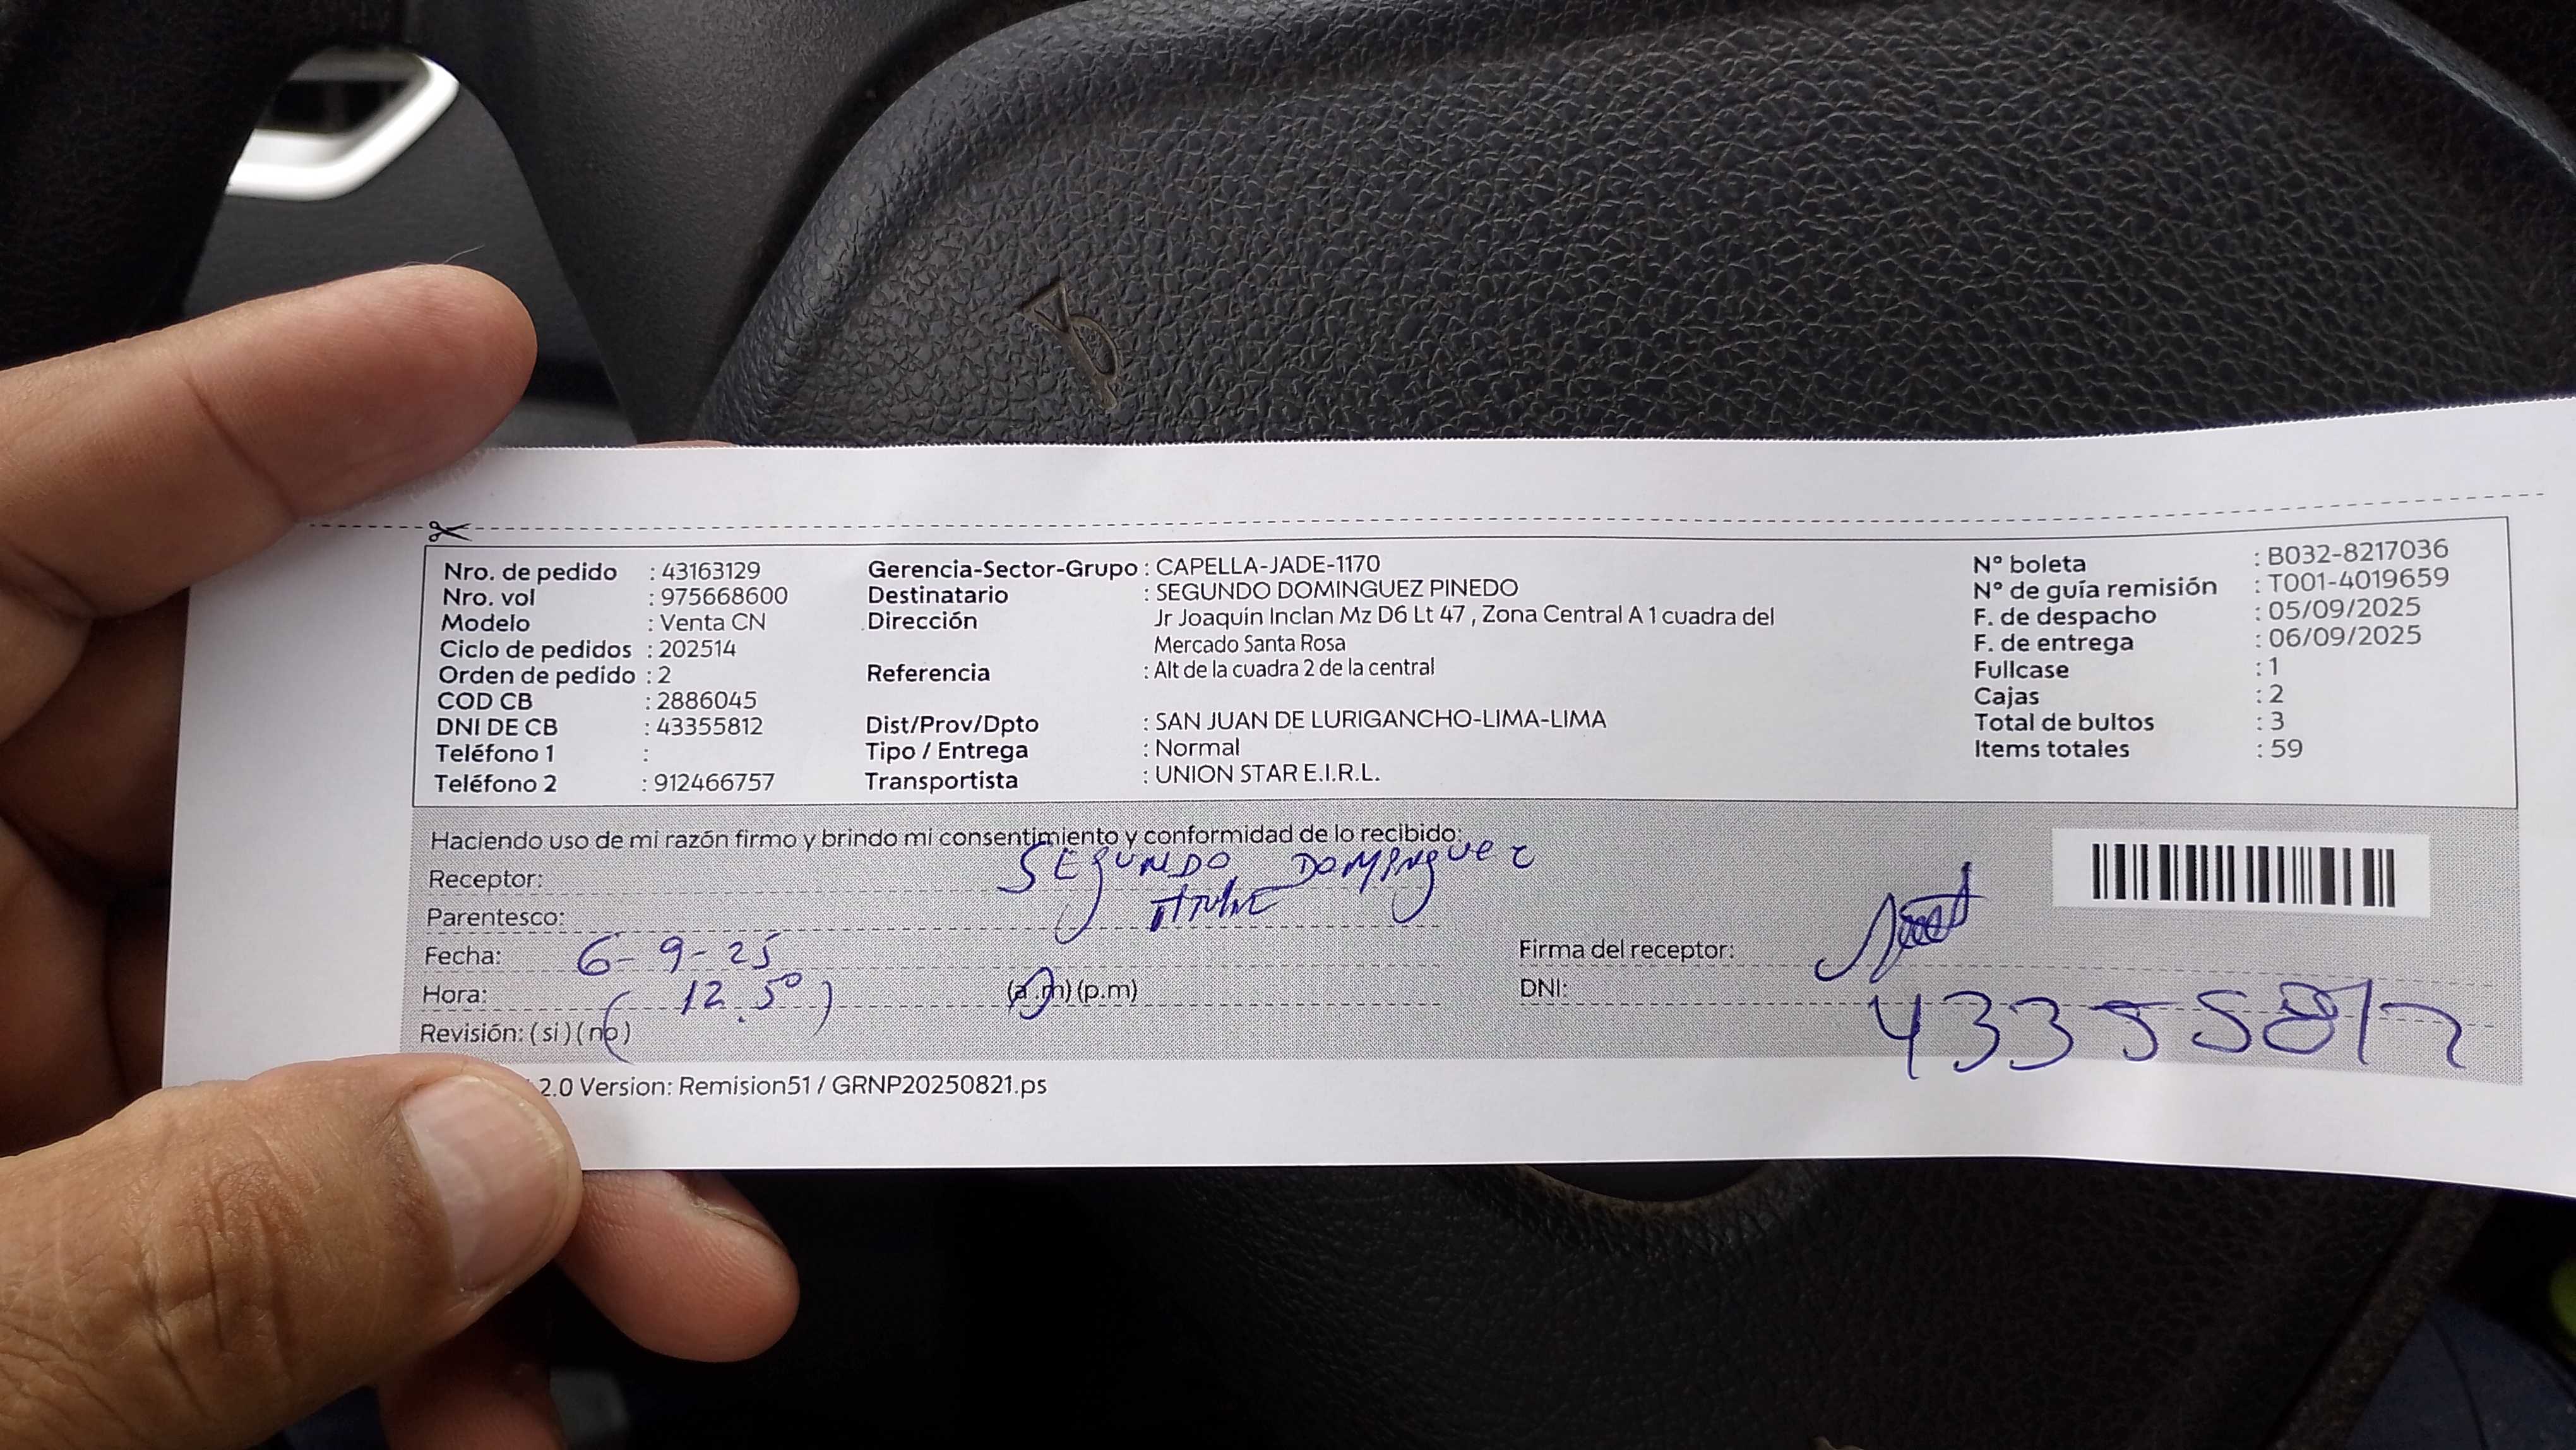 Nro. de pedido : 43163129 Gerencia-Sector-Grupo : CAPELLA-JADE-1170 N° boleta : B032-8217036
Nro. vol : 975668600 Destinatario : SEGUNDO DOMINGUEZ PINEDO N° de guía remisión : T001-4019659
Modelo : Venta CN Dirección Jr Joaquín Inclan Mz D6 Lt 47 , Zona Central A 1 cuadra del F. de despacho : 05/09/2025
Ciclo de pedidos : 202514 Mercado Santa Rosa F. de entrega : 06/09/2025
Orden de pedido : 2 Referencia : Alt de la cuadra 2 de la central Fullcase : 1
COD CB : 2886045 Cajas : 2
DNI DE CB : 43355812 Dist/Prov/Dpto : SAN JUAN DE LURIGANCHO-LIMA-LIMA Total de bultos : 3
Teléfono 1 : Tipo / Entrega : Normal Items totales : 59
Teléfono 2 : 912466757 Transportista : UNION STAR E.I.R.L.
Haciendo uso de mi razón firmo y brindo mi consentimiento y conformidad de lo recibido:
Receptor: SEGUNDO DOMINGUEZ
Parentesco:
Fecha: 6-9-25 Firma del receptor:
Hora: 12.50 (a.m) (p.m) DNI: 43355812
Revisión: ( si ) ( no )
2.0 Version: Remision51 / GRNP20250821.ps